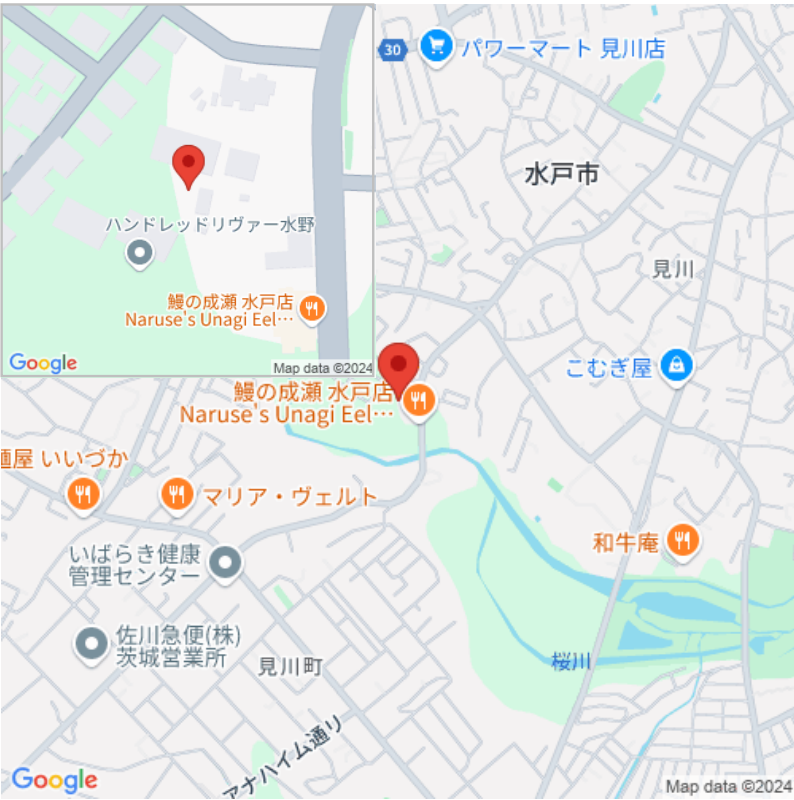 ハンドレッドリヴァー水野
鰻の成瀬 水戸店
Naruse's Unagi Eel…
Google
Map data ©2024
30
パワーマート 見川店
水戸市
見川
こむぎ屋
鰻の成瀬 水戸店
Naruse's Unagi Eel…
麺屋 いいづか
マリア・ヴェルト
和牛庵
いばらき健康
管理センター
佐川急便(株)
茨城営業所
見川町
桜川
アナハイム通り
Google
Map data ©2024